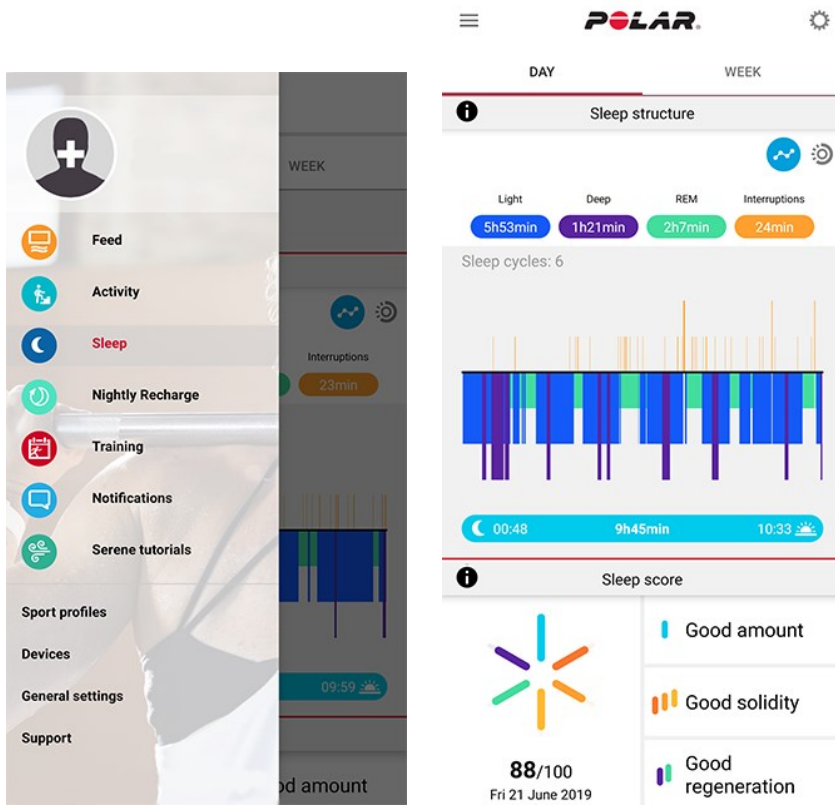 WEEK
Feed
Activity
Sleep
Interruptions
Nightly Recharge
23min
Training
Notifications
Serene tutorials
Sport profiles
Devices
09:59
General settings
Support
od amount
POLAR
DAY WEEK
Sleep structure
Light Deep REM Interruptions
5h53min 1h21min 2h7min 24min
Sleep cycles: 6
00:48 9h45min 10:33
Sleep score
Good amount
Good solidity
88/100
Fri 21 June 2019
Good
regeneration